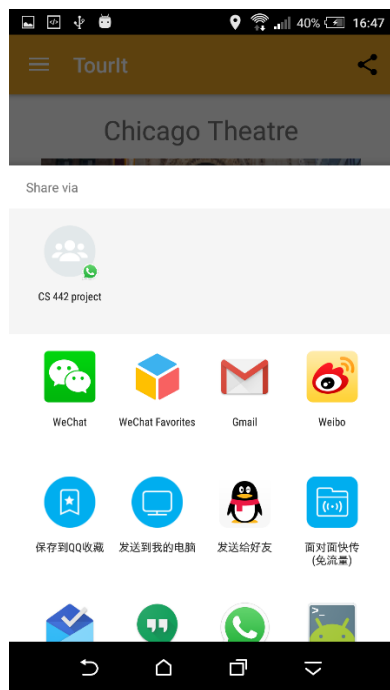 40% 16:47
TourIt
Chicago Theatre
Share via
CS 442 project
WeChat WeChat Favorites Gmail Weibo
保存到QQ收藏 发送到我的电脑 发送给好友 面对面快传
(免流量)